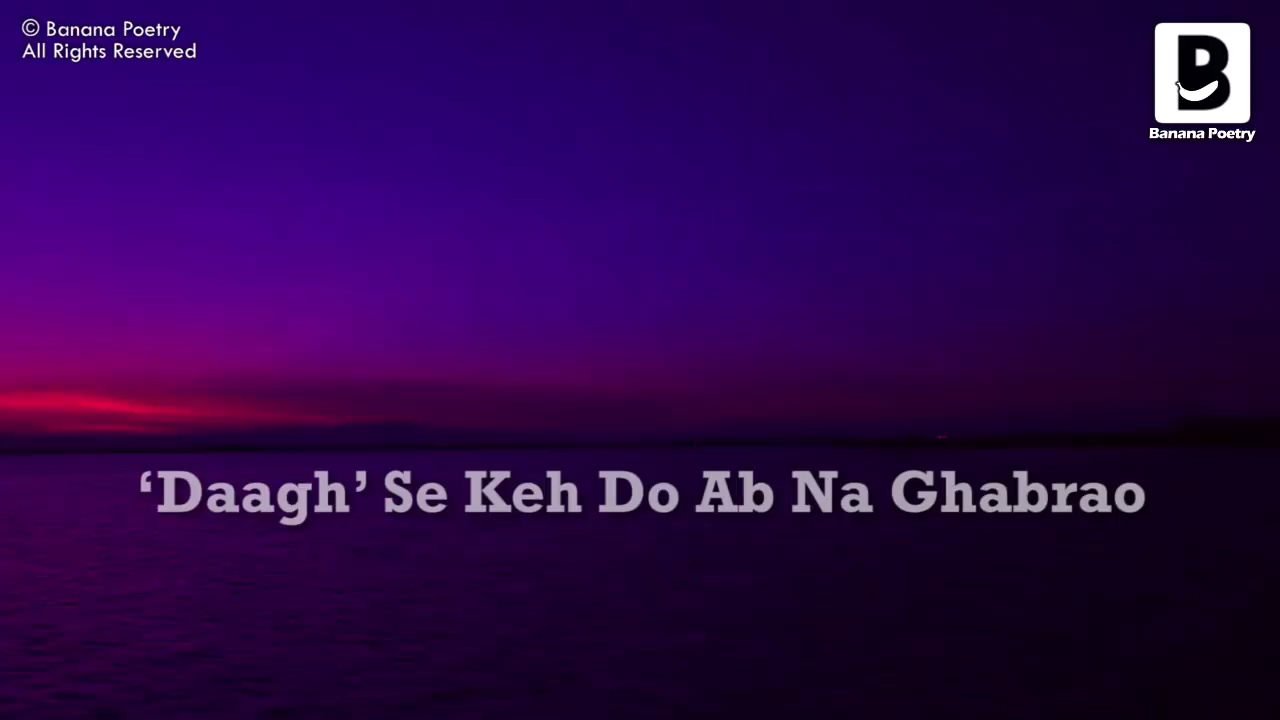 © Banana Poetry
All Rights Reserved
B
Banana Poetry
‘Daagh’ Se Keh Do Ab Na Ghabrao